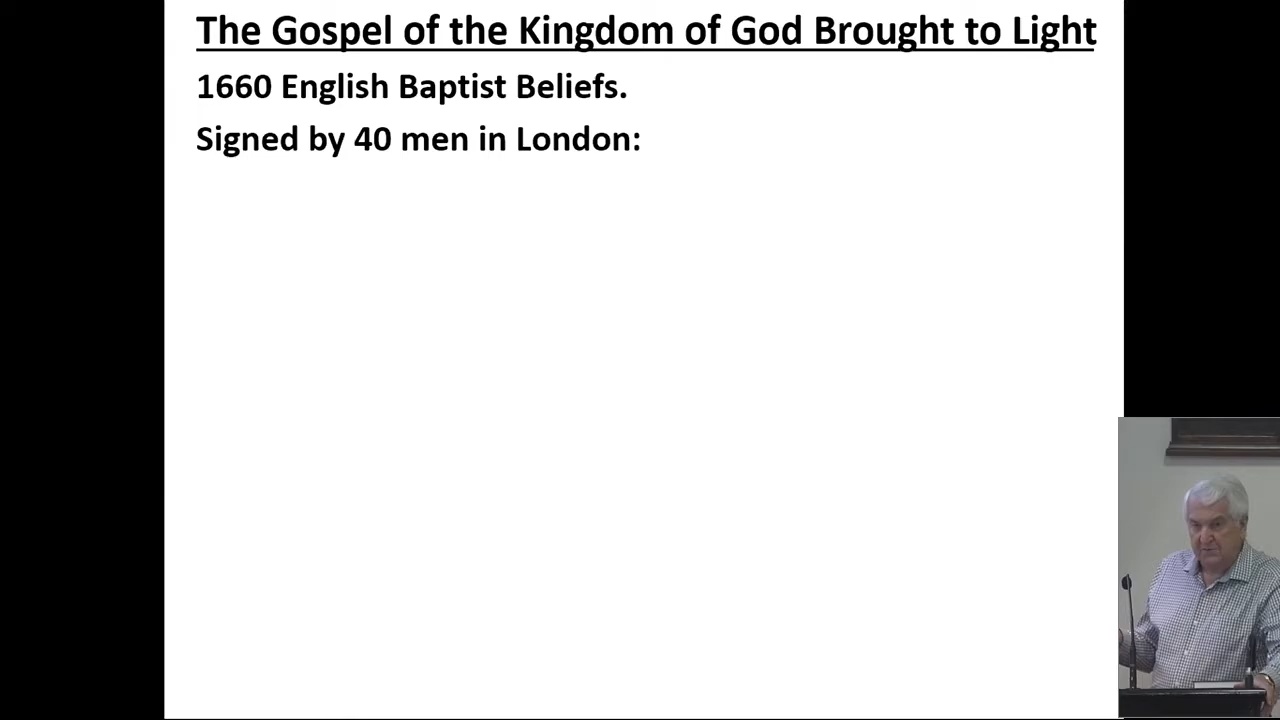 The Gospel of the Kingdom of God Brought to Light
1660 English Baptist Beliefs.
Signed by 40 men in London: